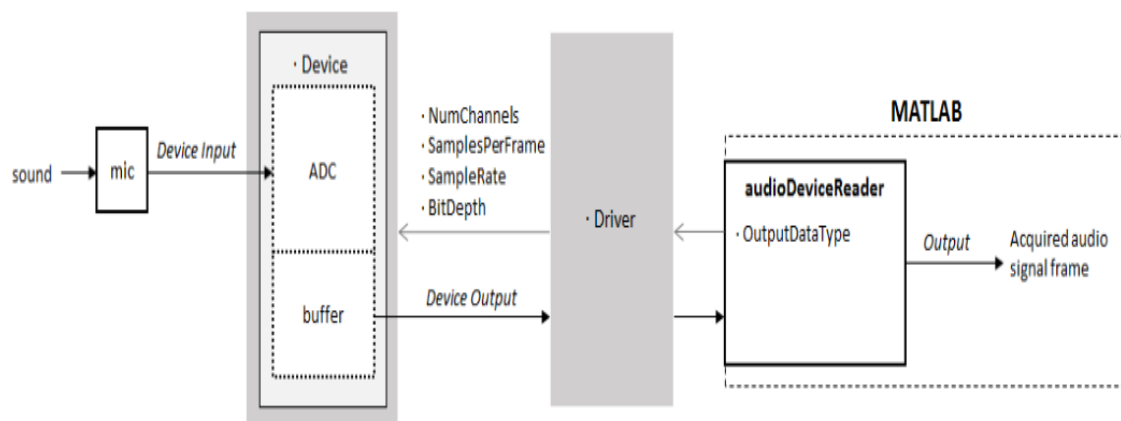 sound
mic
Device Input
· Device
ADC
buffer
· NumChannels
· SamplesPerFrame
· SampleRate
· BitDepth
Device Output
· Driver
MATLAB
audioDeviceReader
· OutputDataType
Output
Acquired audio
signal frame